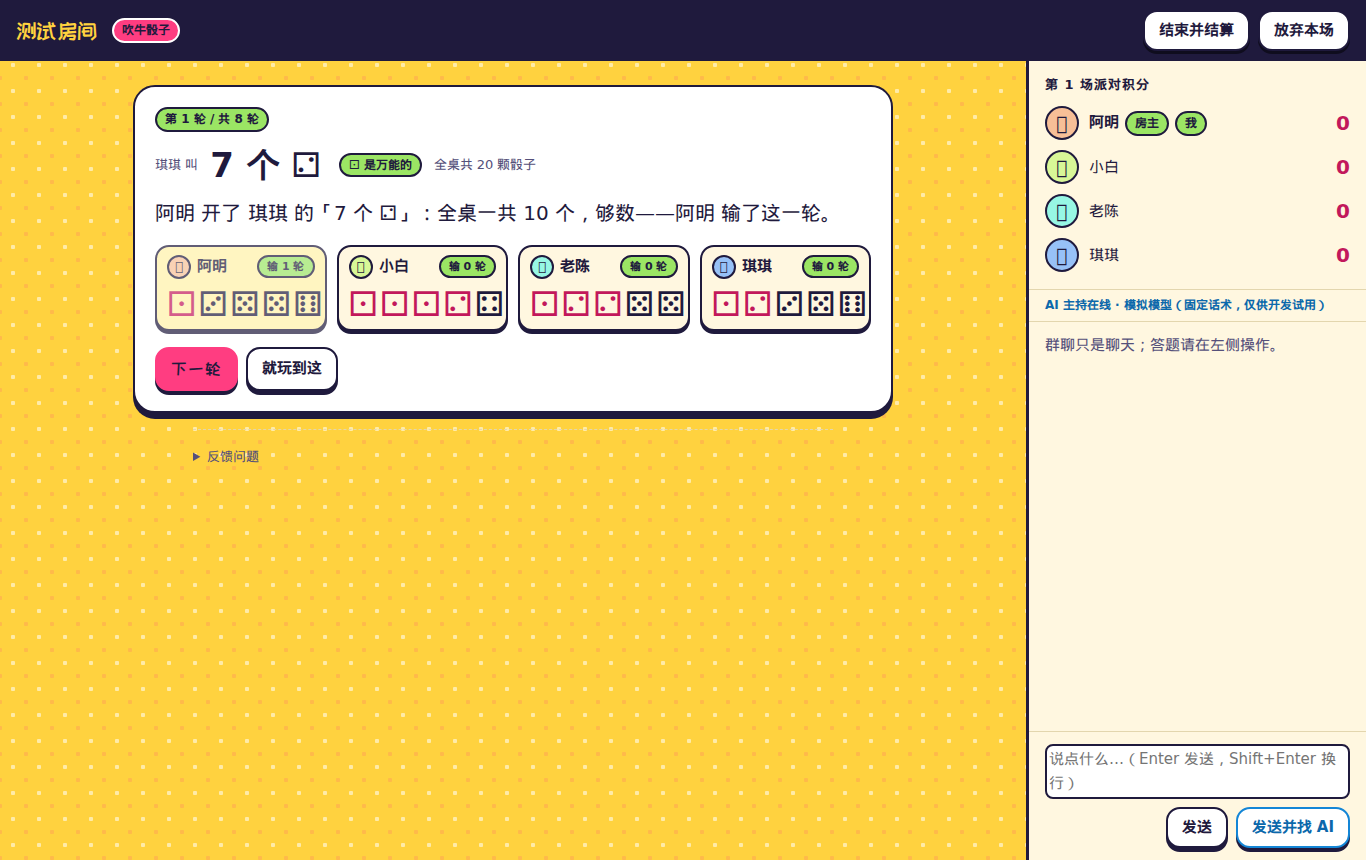 测试房间 吹牛骰子 结束并结算 放弃本场
第 1 轮 / 共 8 轮
琪琪 叫 7 个 ⚁ ⚀ 是万能的 全桌共 20 颗骰子
阿明 开了 琪琪 的「7 个 ⚁」：全桌一共 10 个，够数——阿明 输了这一轮。
阿明 输 1 轮
⚀⚂⚄⚄⚅
小白 输 0 轮
⚀⚀⚀⚁⚃
老陈 输 0 轮
⚀⚁⚁⚄⚄
琪琪 输 0 轮
⚀⚁⚂⚄⚅
下一轮 就玩到这
▶ 反馈问题
第 1 场派对积分
阿明 房主 我 0
小白 0
老陈 0
琪琪 0
AI 主持在线 · 模拟模型（固定话术，仅供开发试用）
群聊只是聊天；答题请在左侧操作。
说点什么…（Enter 发送，Shift+Enter 换
行）
发送 发送并找 AI